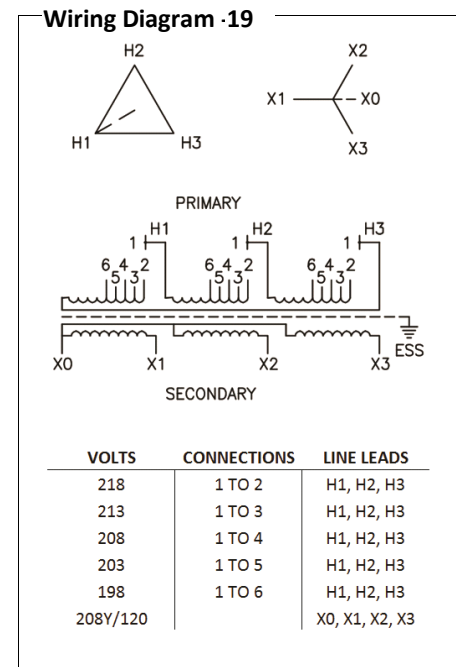 Wiring Diagram -19
H2
H1
H3
X2
X1
X0
X3
PRIMARY
H1 H2 H3
1 1 1
6 5 4 3 2 6 5 4 3 2 6 5 4 3 2
ESS
X0 X1 X2 X3
SECONDARY
VOLTS CONNECTIONS LINE LEADS
218 1 TO 2 H1, H2, H3
213 1 TO 3 H1, H2, H3
208 1 TO 4 H1, H2, H3
203 1 TO 5 H1, H2, H3
198 1 TO 6 H1, H2, H3
208Y/120 X0, X1, X2, X3